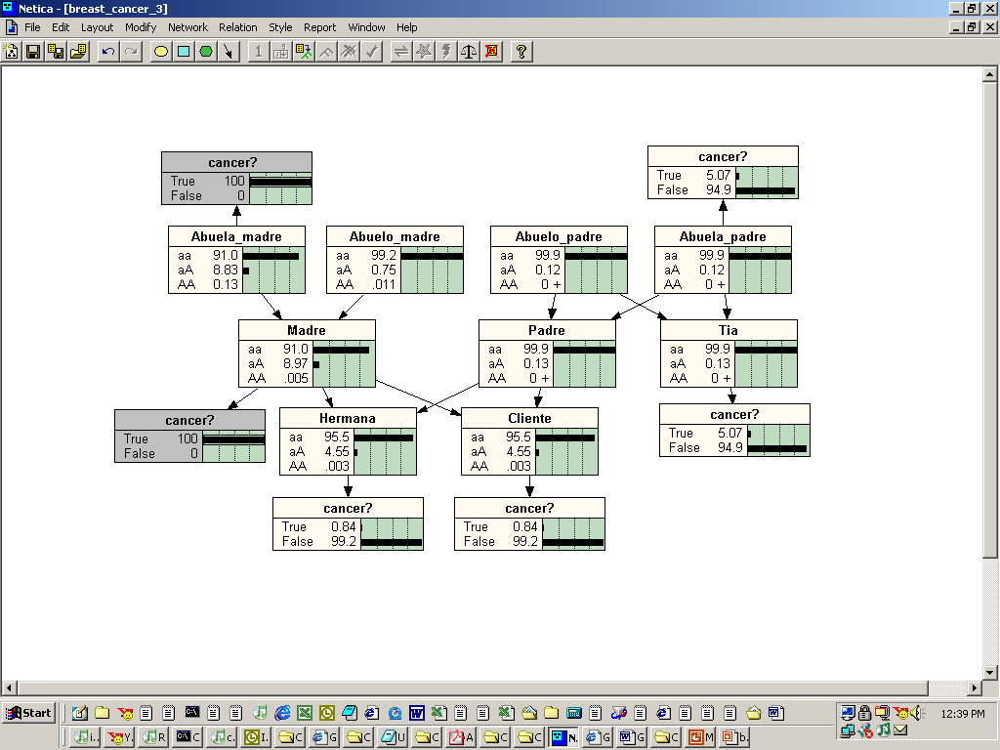 Netica - [breast_cancer_3]
File Edit Layout Modify Network Relation Style Report Window Help
cancer?
True 100
False 0
cancer?
True 5.07
False 94.9
Abuela_madre
aa 91.0
aA 8.83
AA 0.13
Abuelo_madre
aa 99.2
aA 0.75
AA .011
Abuelo_padre
aa 99.9
aA 0.12
AA 0 +
Abuela_padre
aa 99.9
aA 0.12
AA 0 +
Madre
aa 91.0
aA 8.97
AA .005
Padre
aa 99.9
aA 0.13
AA 0 +
Tia
aa 99.9
aA 0.13
AA 0 +
cancer?
True 100
False 0
Hermana
aa 95.5
aA 4.55
AA .003
Cliente
aa 95.5
aA 4.55
AA .003
cancer?
True 5.07
False 94.9
cancer?
True 0.84
False 99.2
cancer?
True 0.84
False 99.2
Start
12:39 PM
i.. Y. R C c. I. C G C U C A C C N. G G C M b.